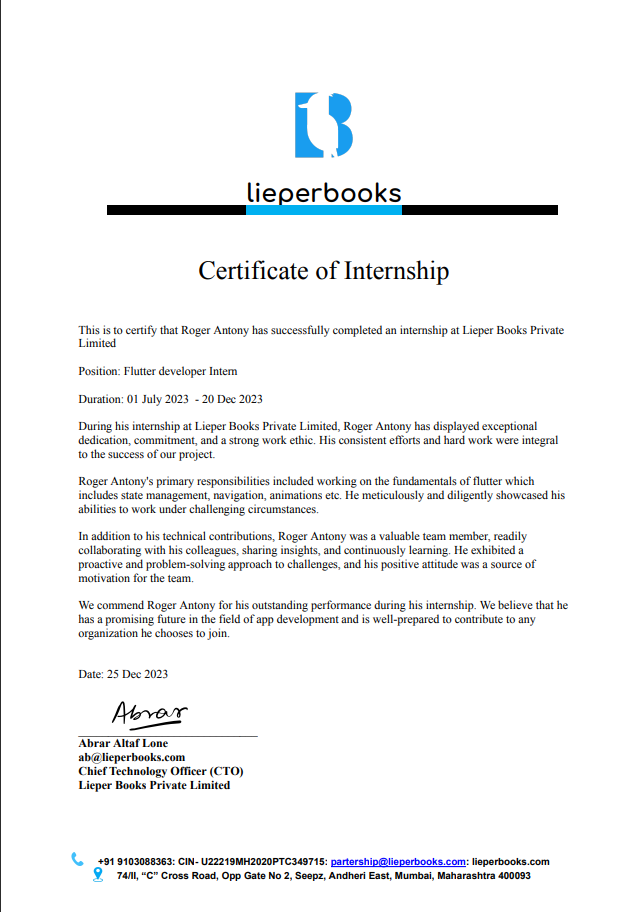 lieperbooks
Certificate of Internship
This is to certify that Roger Antony has successfully completed an internship at Lieper Books Private
Limited
Position: Flutter developer Intern
Duration: 01 July 2023  - 20 Dec 2023
During his internship at Lieper Books Private Limited, Roger Antony has displayed exceptional
dedication, commitment, and a strong work ethic. His consistent efforts and hard work were integral
to the success of our project.
Roger Antony's primary responsibilities included working on the fundamentals of flutter which
includes state management, navigation, animations etc. He meticulously and diligently showcased his
abilities to work under challenging circumstances.
In addition to his technical contributions, Roger Antony was a valuable team member, readily
collaborating with his colleagues, sharing insights, and continuously learning. He exhibited a
proactive and problem-solving approach to challenges, and his positive attitude was a source of
motivation for the team.
We commend Roger Antony for his outstanding performance during his internship. We believe that he
has a promising future in the field of app development and is well-prepared to contribute to any
organization he chooses to join.
Date: 25 Dec 2023
Abrar
Abrar Altaf Lone
ab@lieperbooks.com
Chief Technology Officer (CTO)
Lieper Books Private Limited
+91 9103088363: CIN- U22219MH2020PTC349715: partership@lieperbooks.com: lieperbooks.com
74/II, “C” Cross Road, Opp Gate No 2, Seepz, Andheri East, Mumbai, Maharashtra 400093